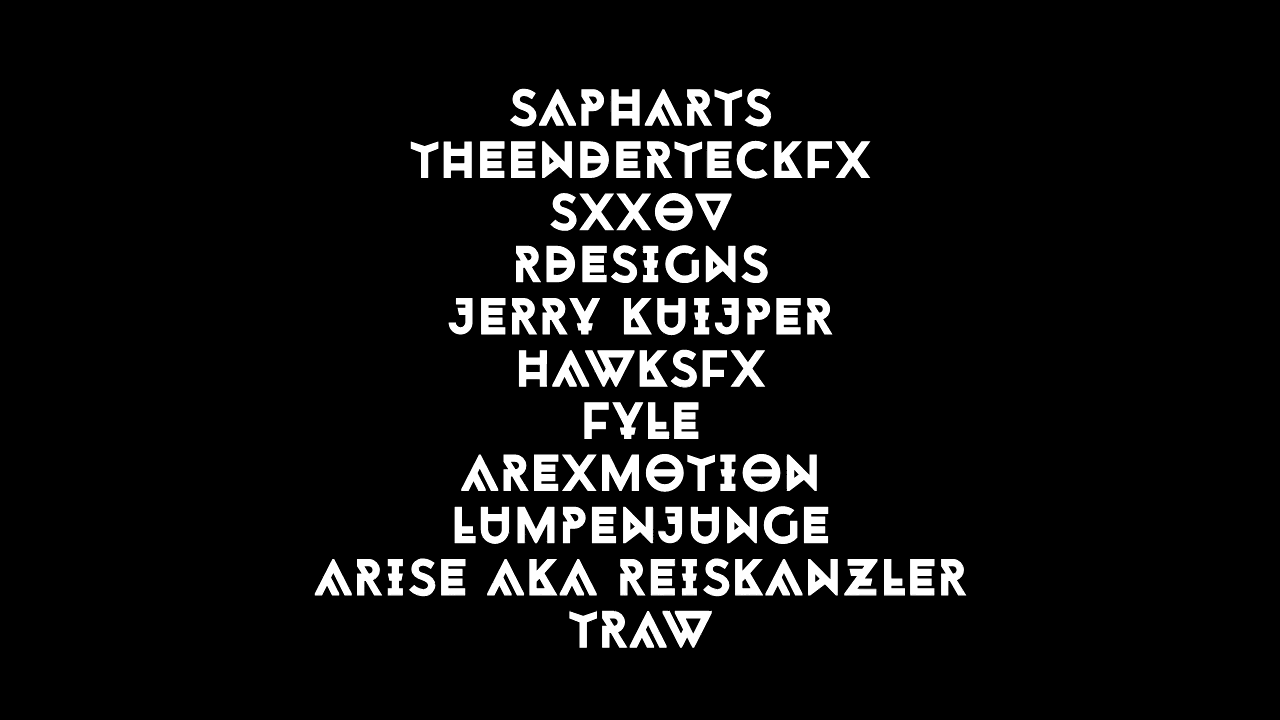 SAPHARTS
THEENDERTECKFX
SXXOV
RDESIGNS
JERRY KUIJPER
HAWKSFX
FYLE
AREXMOTION
LUMPENJUNGE
ARISE AKA REISKANZLER
TRAW